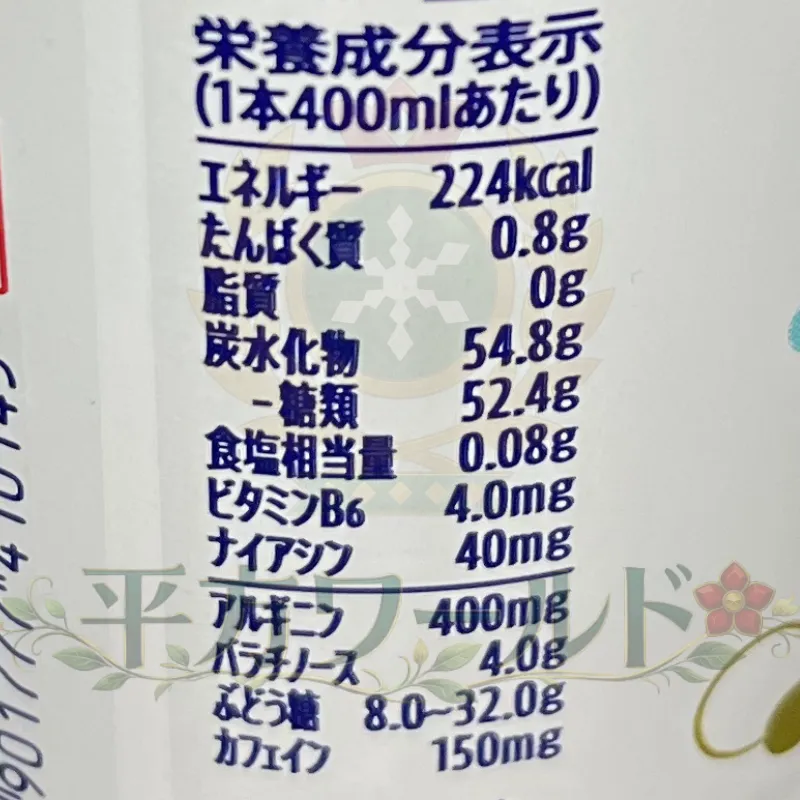 栄養成分表示
(1本400mlあたり)
エネルギー 224kcal
たんぱく質 0.8g
脂質 0g
炭水化物 54.8g
-糖類 52.4g
食塩相当量 0.08g
ビタミンB6 4.0mg
ナイアシン 40mg
アルギニン 400mg
パラチノース 4.0g
ぶどう糖 8.0~32.0g
カフェイン 150mg
平方ワールド